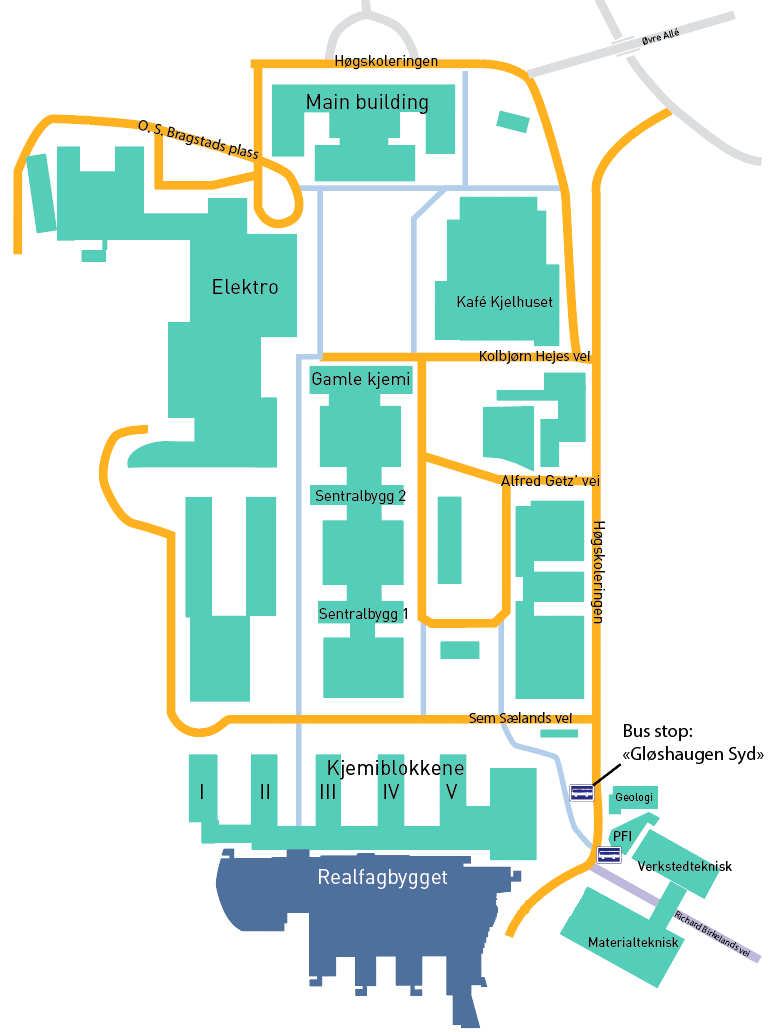 Øvre Allé
Høgskoleringen
Main building
O. S. Bragstads plass
Elektro
Kafé Kjelhuset
Kolbjørn Hejes vei
Gamle kjemi
Alfred Getz' vei
Sentralbygg 2
Høgskoleringen
Sentralbygg 1
Sem Sælands vei
Bus stop:
«Gløshaugen Syd»
Kjemiblokkene
I II III IV V
Geologi
PFI
Verkstedteknisk
Realfagbygget
Richard Birkelands vei
Materialteknisk